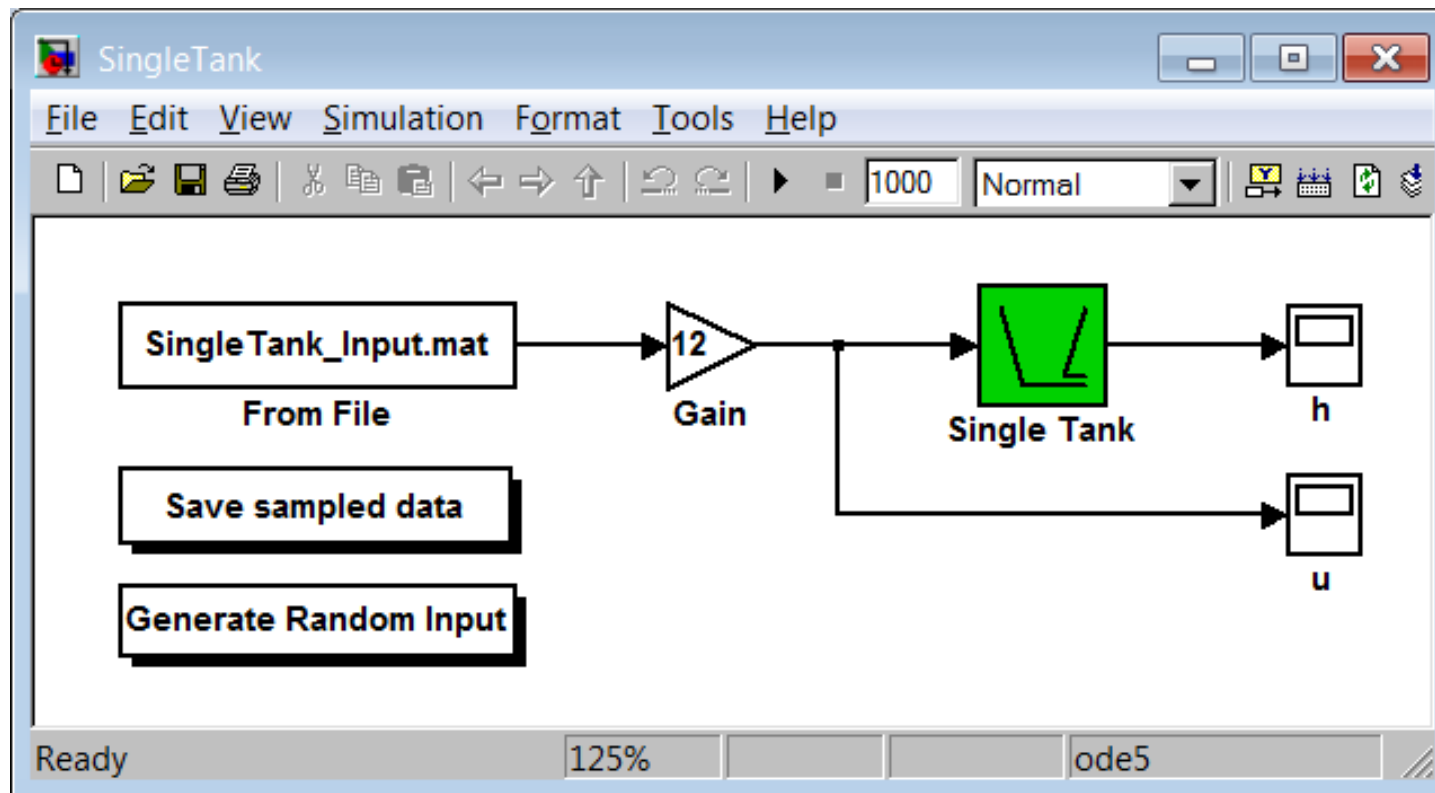 SingleTank
File Edit View Simulation Format Tools Help
1000 Normal
SingleTank_Input.mat
From File
12
Gain
Single Tank
h
Save sampled data
u
Generate Random Input
Ready 125% ode5